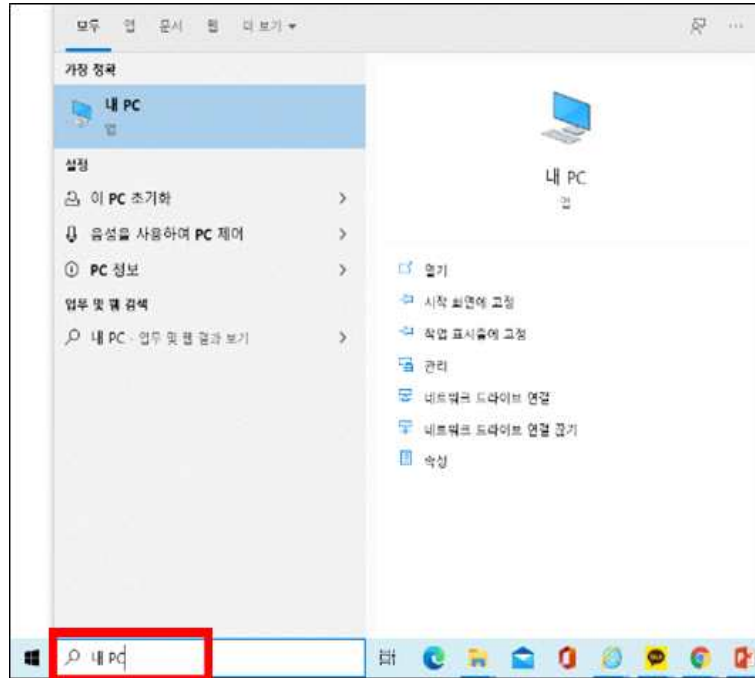 모두 앱 문서 웹 더 보기
가장 정확
내 PC
앱
설정
이 PC 초기화
음성을 사용하여 PC 제어
PC 정보
업무 및 웹 검색
내 PC - 업무 및 웹 결과 보기
내 PC
앱
열기
시작 화면에 고정
작업 표시줄에 고정
관리
네트워크 드라이브 연결
네트워크 드라이브 연결 끊기
속성
내 PC